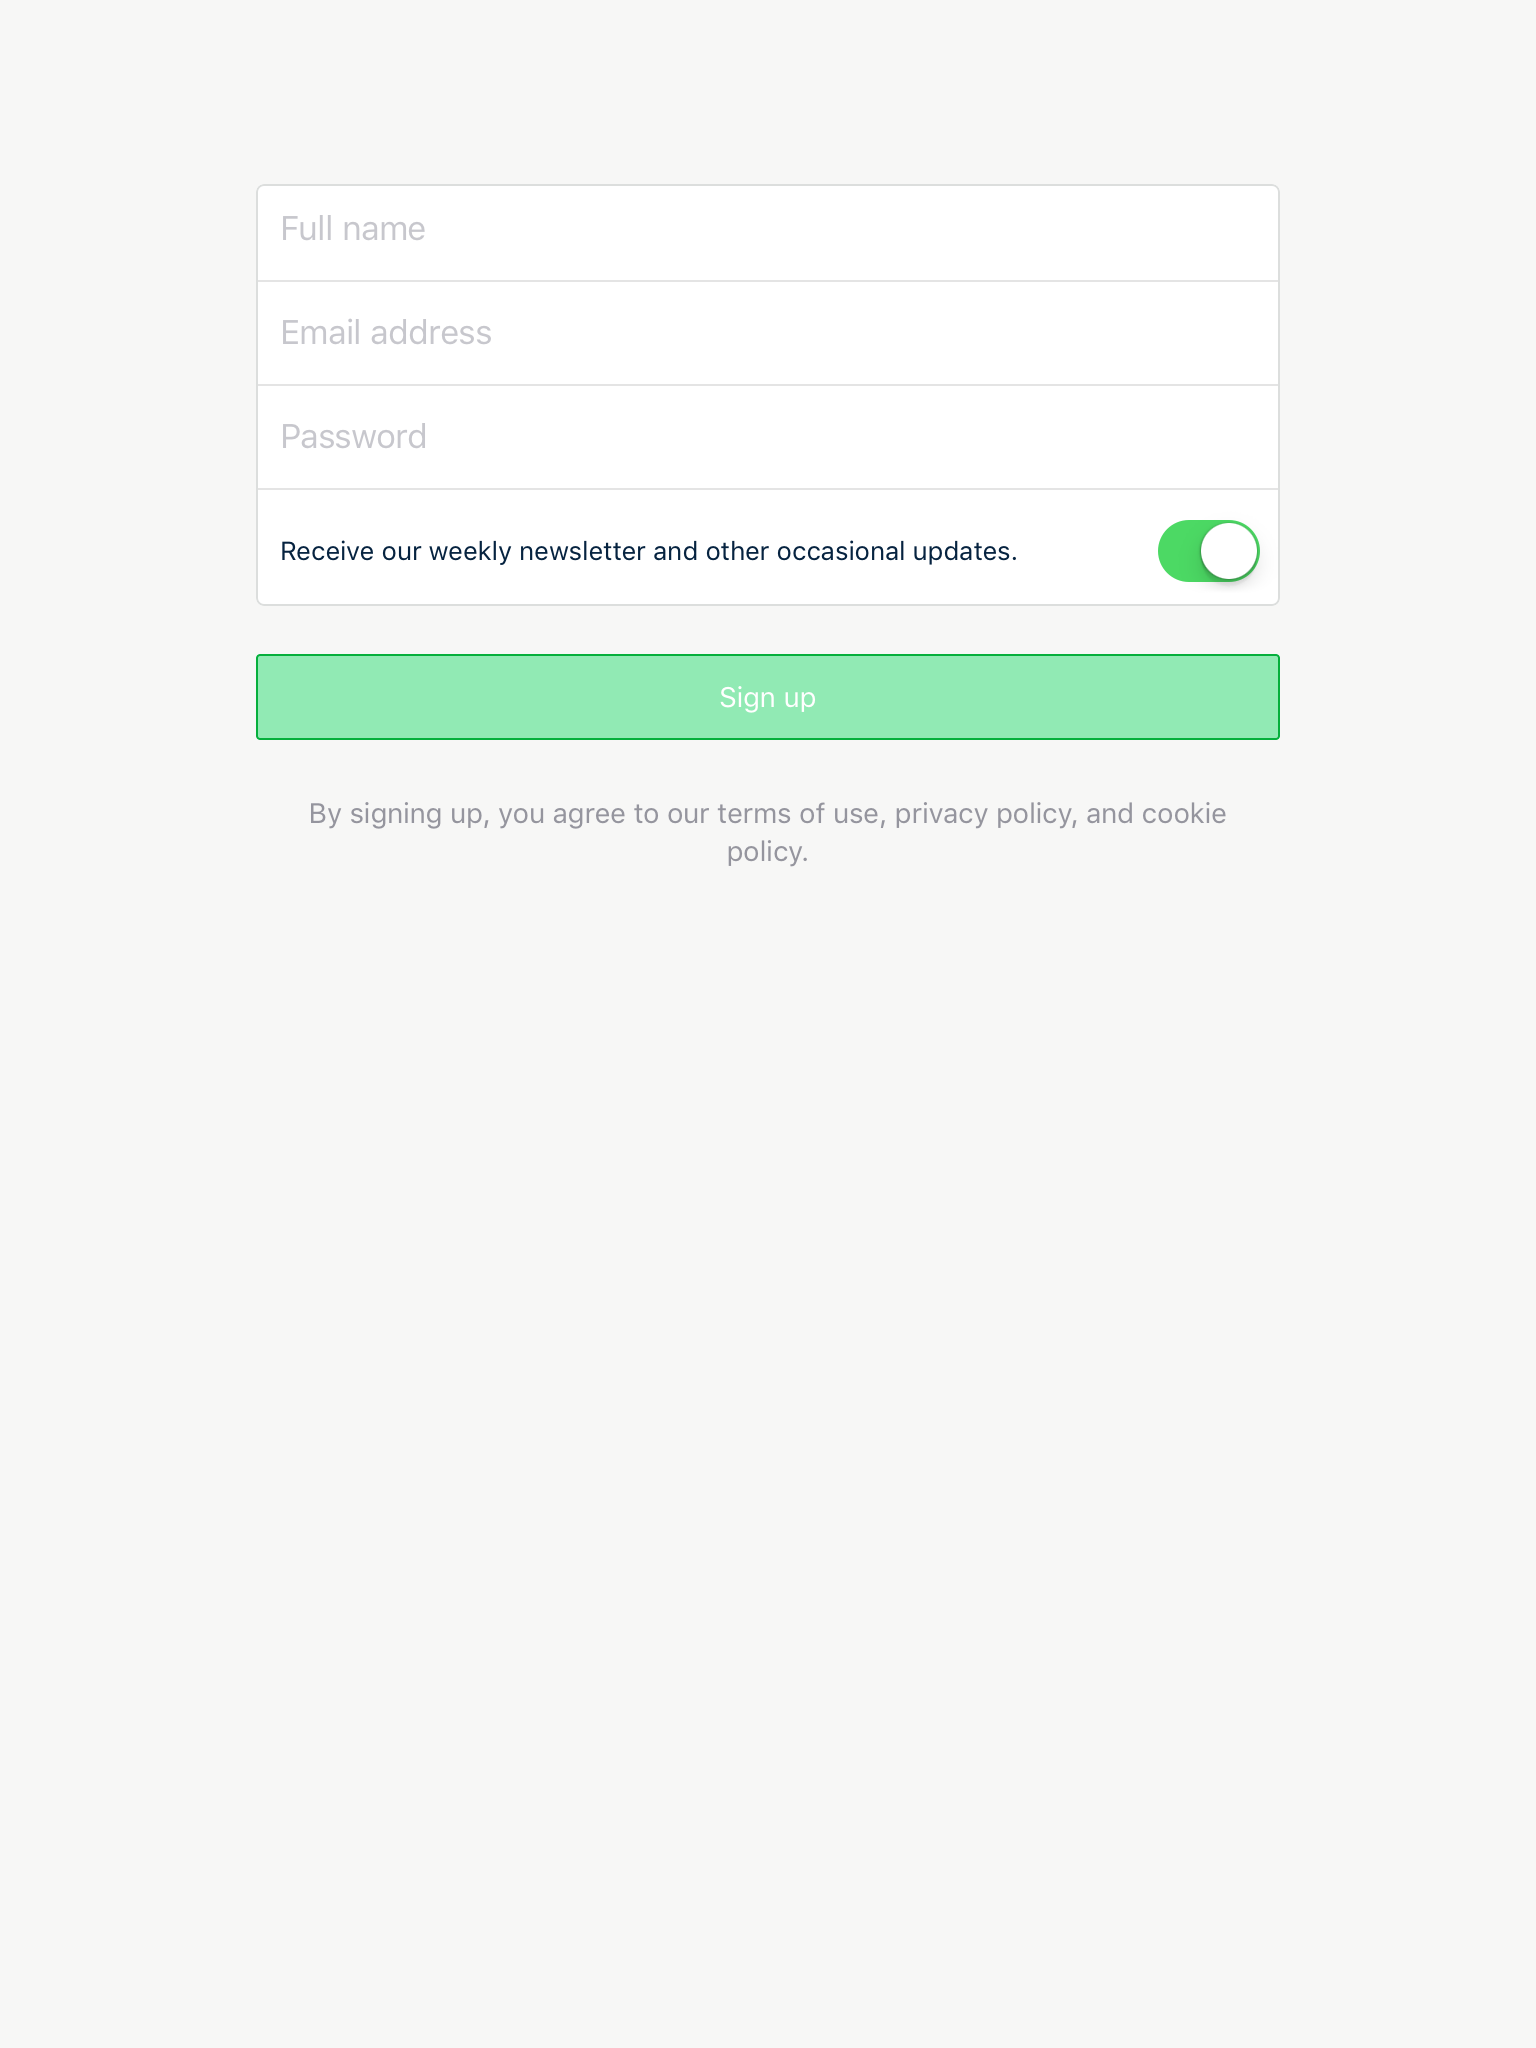 Full name
Email address
Password
Receive our weekly newsletter and other occasional updates.
Sign up
By signing up, you agree to our terms of use, privacy policy, and cookie
policy.